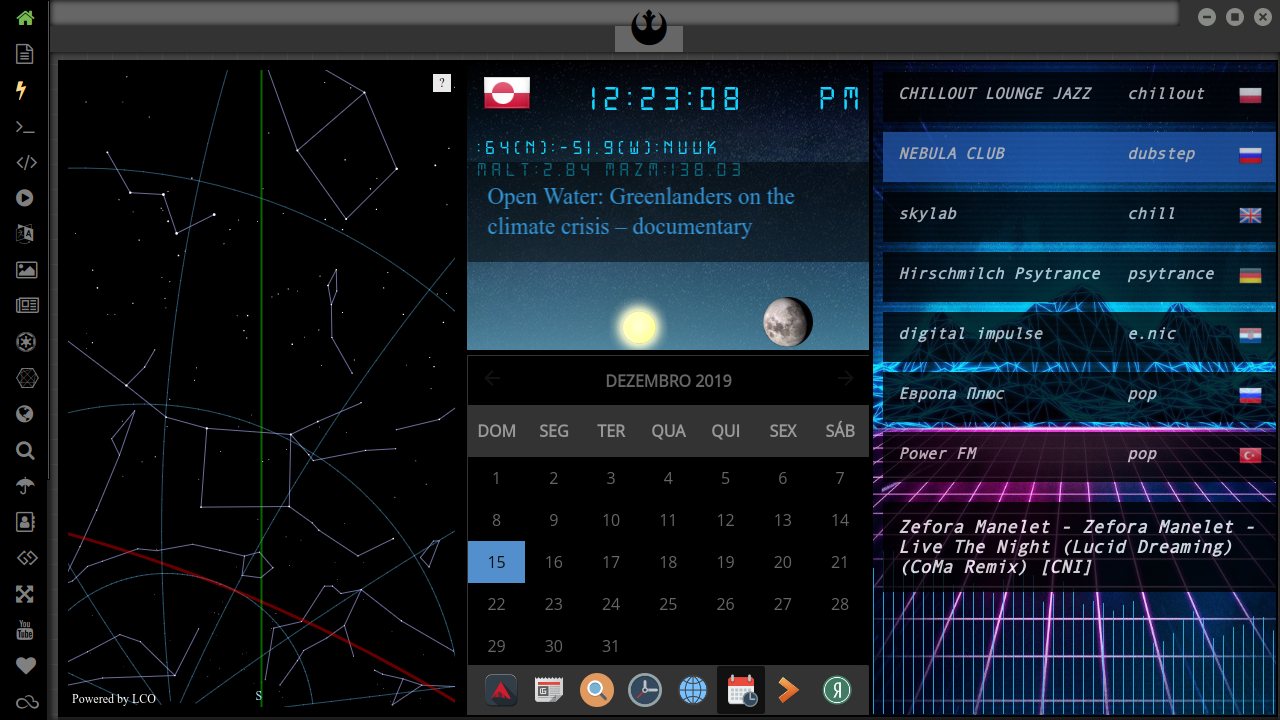 ?
S
Powered by LCO
12:23:08 PM
:64(N):-51.9(W):NUUK
MALT:2.84 MAZM:138.03
Open Water: Greenlanders on the
climate crisis – documentary
DEZEMBRO 2019
DOM SEG TER QUA QUI SEX SÁB
1 2 3 4 5 6 7
8 9 10 11 12 13 14
15 16 17 18 19 20 21
22 23 24 25 26 27 28
29 30 31
CHILLOUT LOUNGE JAZZ chillout
NEBULA CLUB dubstep
skylab chill
Hirschmilch Psytrance psytrance
digital impulse e.nic
Европа Плюс pop
Power FM pop
Zefora Manelet - Zefora Manelet -
Live The Night (Lucid Dreaming)
(CoMa Remix) [CNI]
You
Tube
Я